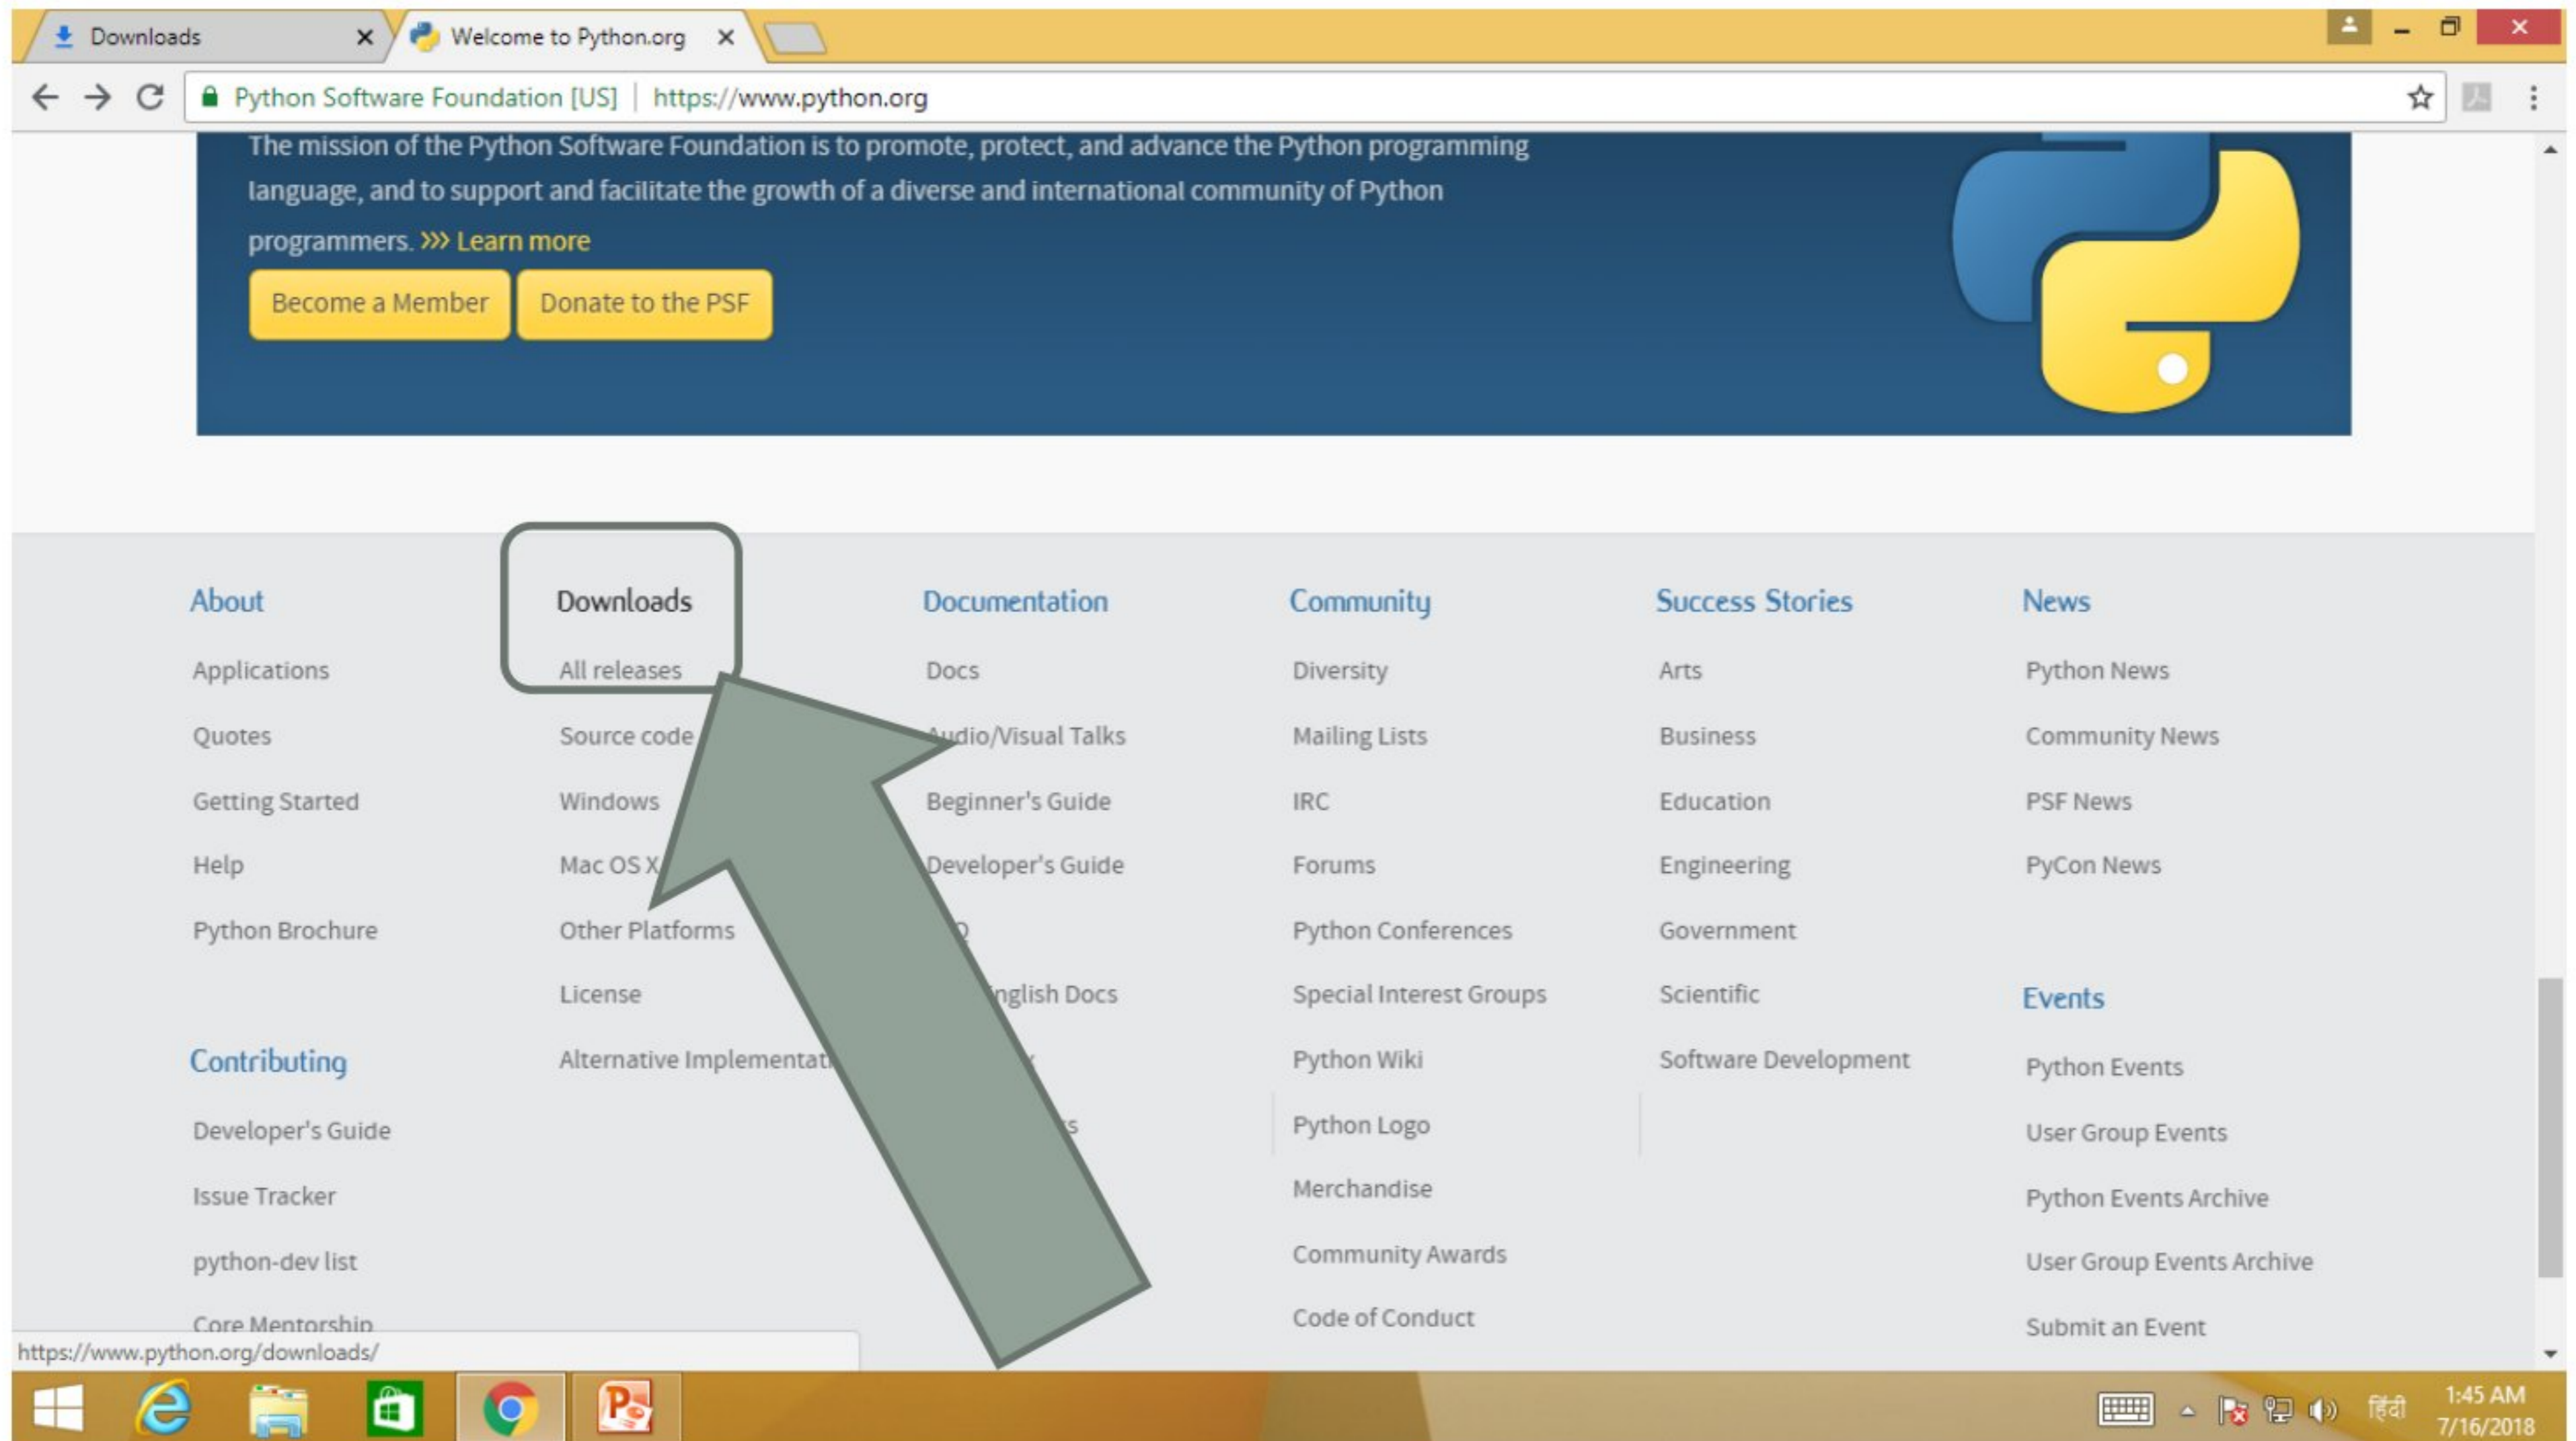 Downloads
Welcome to Python.org
Python Software Foundation [US] | https://www.python.org
The mission of the Python Software Foundation is to promote, protect, and advance the Python programming
language, and to support and facilitate the growth of a diverse and international community of Python
programmers. >>> Learn more
Become a Member
Donate to the PSF
About
Applications
Quotes
Getting Started
Help
Python Brochure
Contributing
Developer's Guide
Issue Tracker
python-dev list
Core Mentorship
Downloads
All releases
Source code
Windows
Mac OS X
Other Platforms
License
Alternative
Documentation
Docs
Audio/Visual Talks
Beginner's Guide
Developer's Guide
Docs
Community
Diversity
Mailing Lists
IRC
Forums
Python Conferences
Special Interest Groups
Python Wiki
Python Logo
Merchandise
Community Awards
Code of Conduct
Success Stories
Arts
Business
Education
Engineering
Government
Scientific
Software Development
News
Python News
Community News
PSF News
PyCon News
Events
Python Events
User Group Events
Python Events Archive
User Group Events Archive
Submit an Event
https://www.python.org/downloads/
हिंदी
1:45 AM
7/16/2018